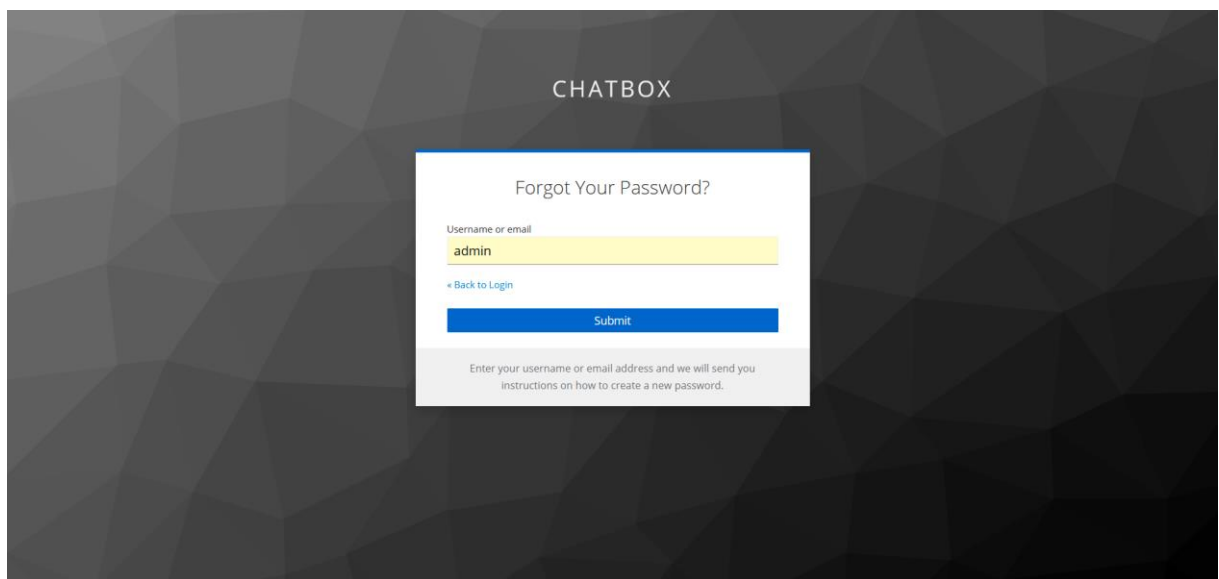 CHATBOX
Forgot Your Password?
Username or email
admin
« Back to Login
Submit
Enter your username or email address and we will send you
instructions on how to create a new password.